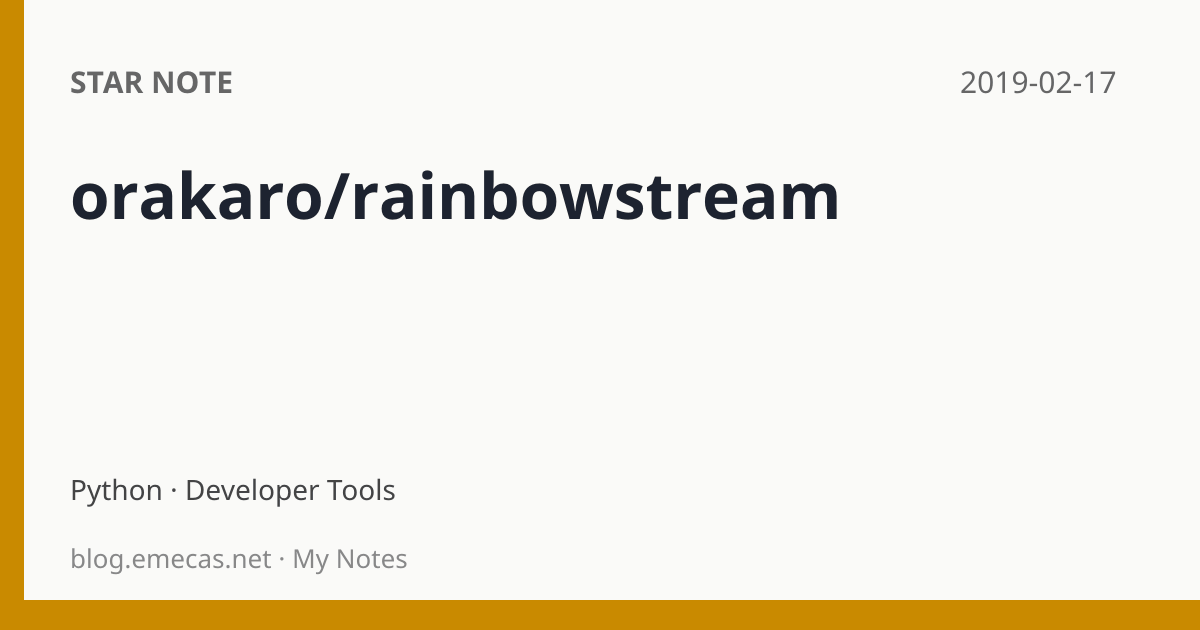 STAR NOTE
2019-02-17
orakaro/rainbowstream
Python · Developer Tools
blog.emecas.net · My Notes